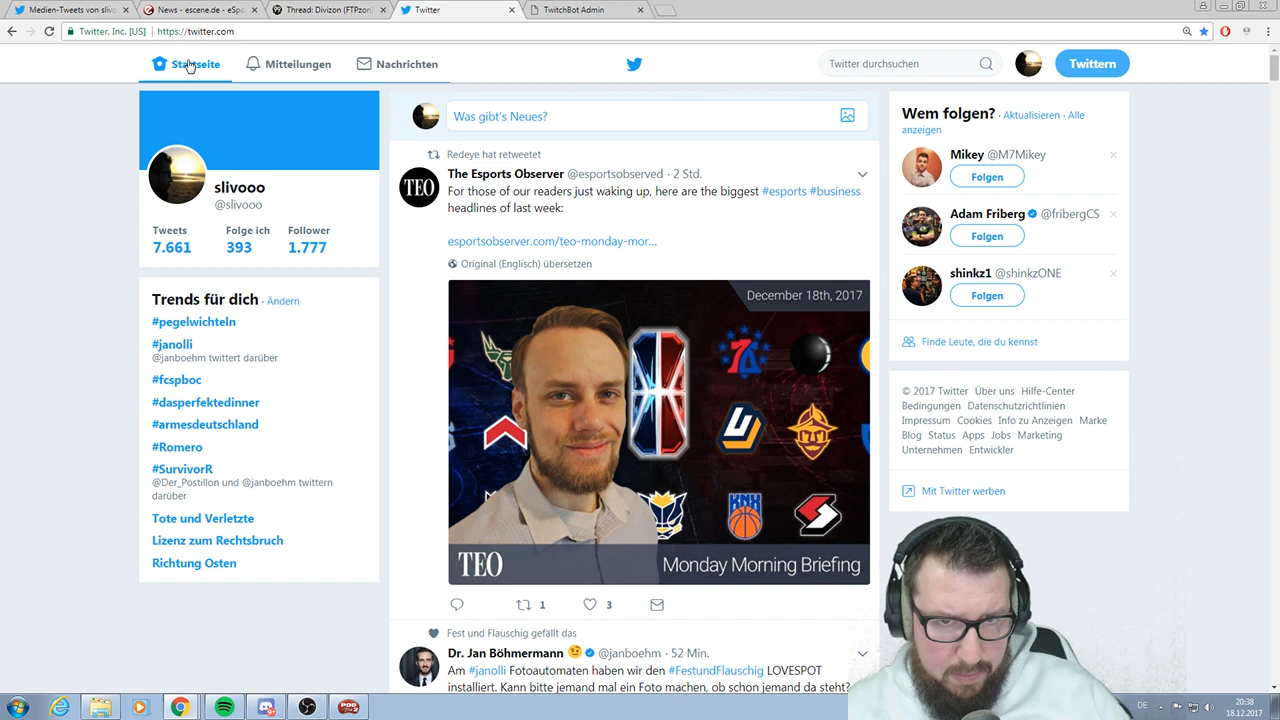 Medien-Tweets von slivo
News - escene.de - eSpo
Thread: Divizon (FTPzon)
Twitter
TwitchBot Admin
Twitter, Inc. [US]
https://twitter.com
Startseite
Mitteilungen
Nachrichten
Twitter durchsuchen
Twittern
slivooo
@slivooo
Tweets Folge ich Follower
7.661 393 1.777
Trends für dich · Ändern
#pegelwichteln
#janolli
@janboehm twittert darüber
#fcspboc
#dasperfektedinner
#armesdeutschland
#Romero
#SurvivorR
@Der_Postillon und @janboehm twittern
darüber
Tote und Verletzte
Lizenz zum Rechtsbruch
Richtung Osten
Was gibt's Neues?
Redeye hat retweetet
The Esports Observer @esportsobserved · 2 Std.
For those of our readers just waking up, here are the biggest #esports #business
headlines of last week:
esportsobserver.com/teo-monday-mor...
Original (Englisch) übersetzen
TEO
December 18th, 2017
TEO
Monday Morning Briefing
1 3
Fest und Flauschig gefällt das
Dr. Jan Böhmermann @janboehm · 52 Min.
Am #janolli Fotoautomaten haben wir den #FestundFlauschig LOVESPOT
installiert. Kann bitte jemand mal ein Foto machen, ob schon jemand da steht?
Wem folgen? · Aktualisieren · Alle
anzeigen
Mikey @M7Mikey
Folgen
Adam Friberg @fribergCS
Folgen
shinkz1 @shinkzONE
Folgen
Finde Leute, die du kennst
© 2017 Twitter Über uns Hilfe-Center
Bedingungen Datenschutzrichtlinien
Impressum Cookies Info zu Anzeigen Marke
Blog Status Apps Jobs Marketing
Unternehmen Entwickler
Mit Twitter werben
DE
20:38
18.12.2017